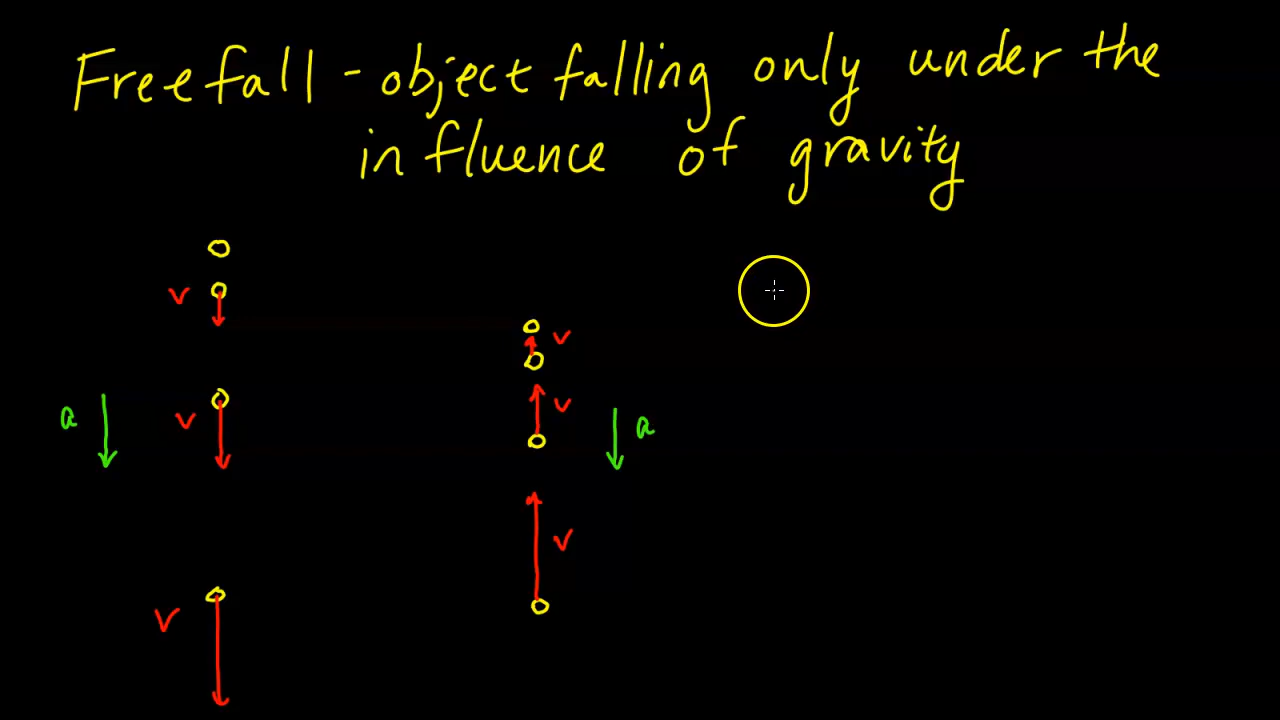 Freefall - object falling only under the
influence of gravity
v
v
v
a
v
v
a
v
v